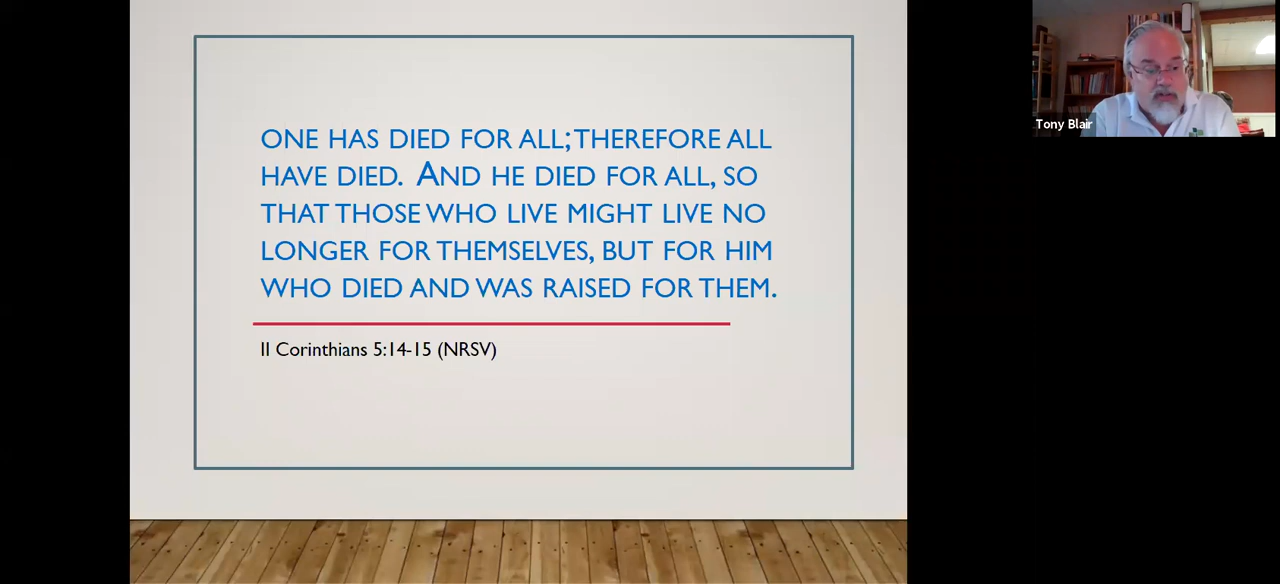 ONE HAS DIED FOR ALL; THEREFORE ALL
HAVE DIED. AND HE DIED FOR ALL, SO
THAT THOSE WHO LIVE MIGHT LIVE NO
LONGER FOR THEMSELVES, BUT FOR HIM
WHO DIED AND WAS RAISED FOR THEM.
II Corinthians 5:14-15 (NRSV)
Tony Blair